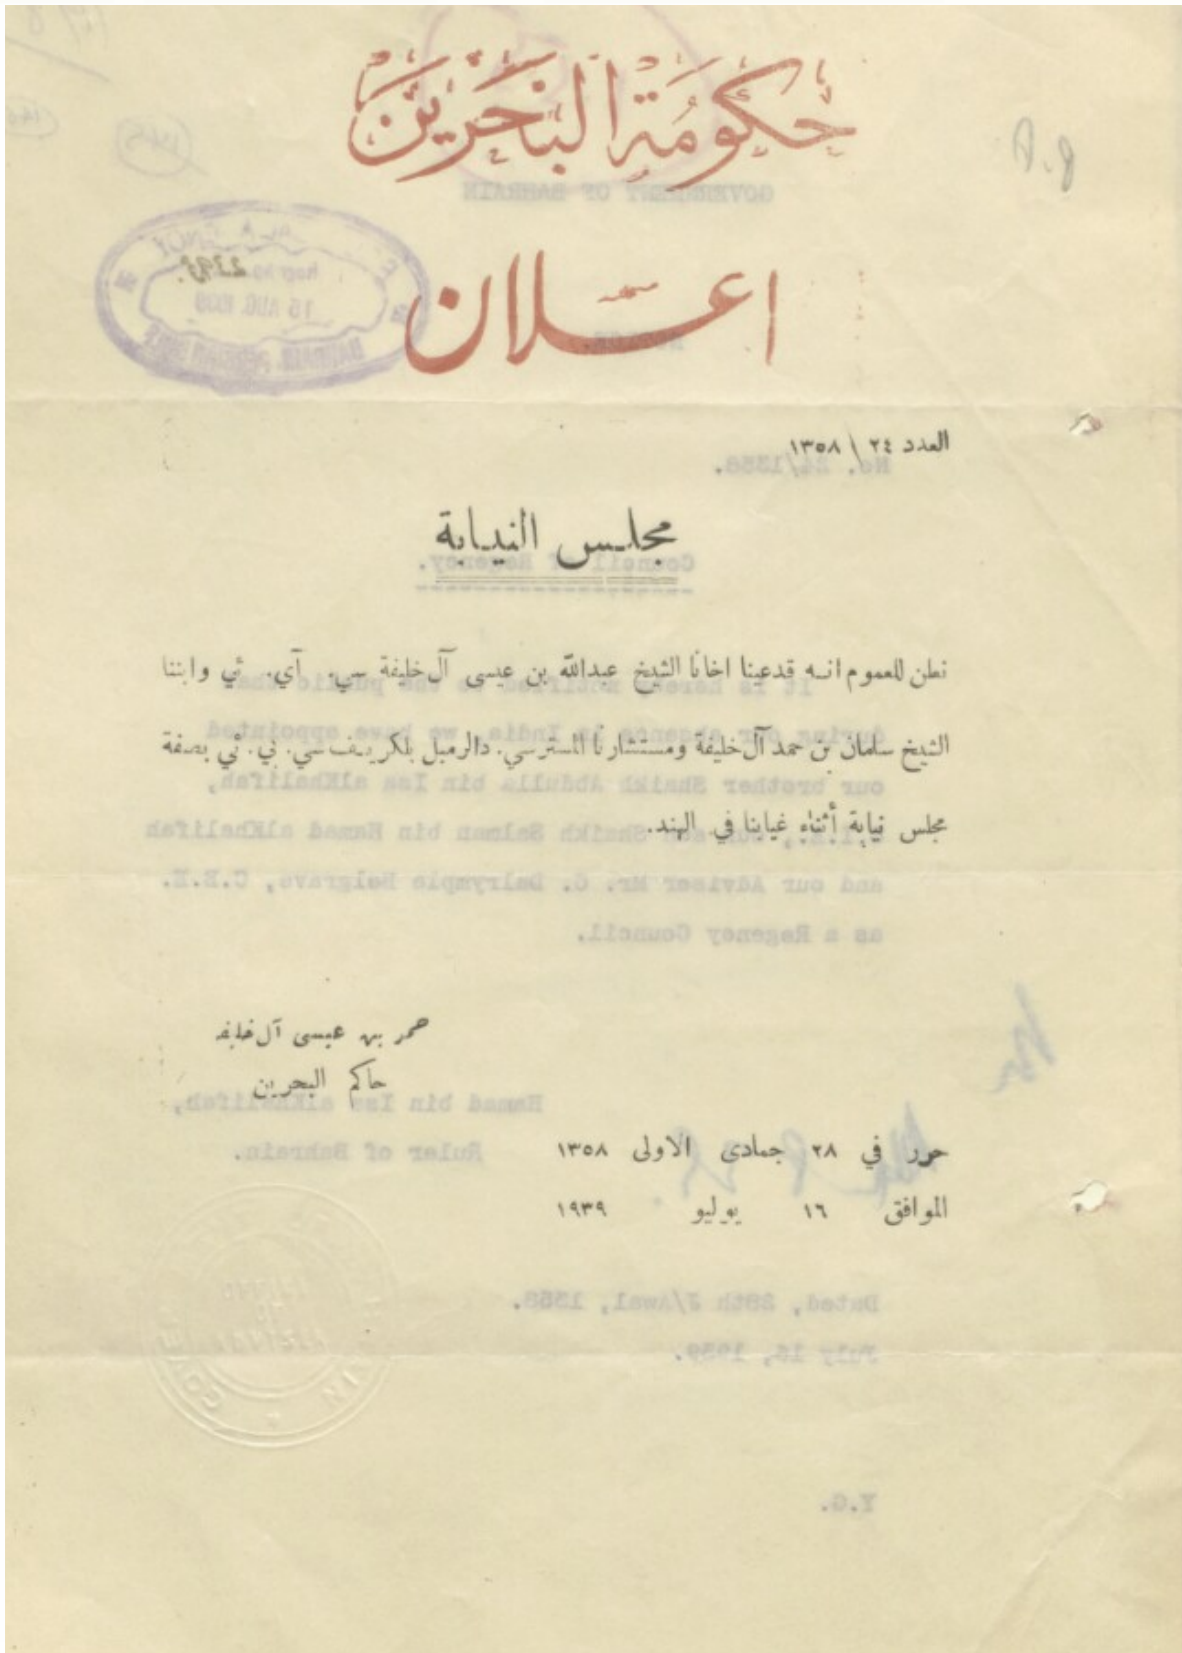 حكومة البحرين
اعلان
العدد ٢٤ / ١٣٥٨
مجلس النيابة
نعلن للعموم انه قدعينا اخانا الشيخ عبدالله بن عيسى آل خليفة سي. آي. ئي وابننا
الشيخ سلمان بن حمد آل خليفة ومستشارنا المستر سي. دالرمبل بلكريف سي. بي. ئي بصفة
مجلس نيابة أثناء غيابنا في الهند.
حمد بن عيسى آل خليفة
حاكم البحرين
حرر في ٢٨ جمادى الاولى ١٣٥٨
الموافق ١٦ يوليو ١٩٣٩
GOVERNMENT OF BAHRAIN
No. 24/1358.
Council of Regency.
It is hereby notified to the public that
during our absence in India, we have appointed
our brother Shaikh Abdulla bin Isa alKhalifah,
Shaikh Salman bin Hamad alKhalifah
and our Adviser Mr. C. Dalrymple Belgrave, C.B.E.
as a Regency Council.
Hamad bin Isa alKhalifah,
Ruler of Bahrain.
Dated, 28th J/Awal, 1358.
July 16, 1939.
Y.G.